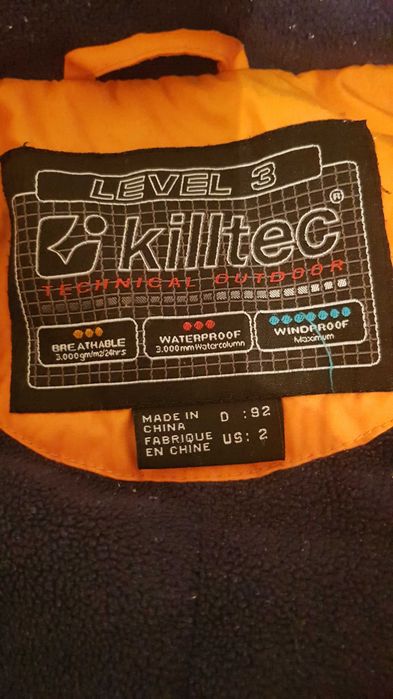 LEVEL 3
killtec®
TECHNICAL OUTDOOR
BREATHABLE
3.000gm/m2/24hrs
WATERPROOF
3.000mm Watercolumn
WINDPROOF
Maximum
MADE IN CHINA
FABRIQUE EN CHINE
D :92
US: 2